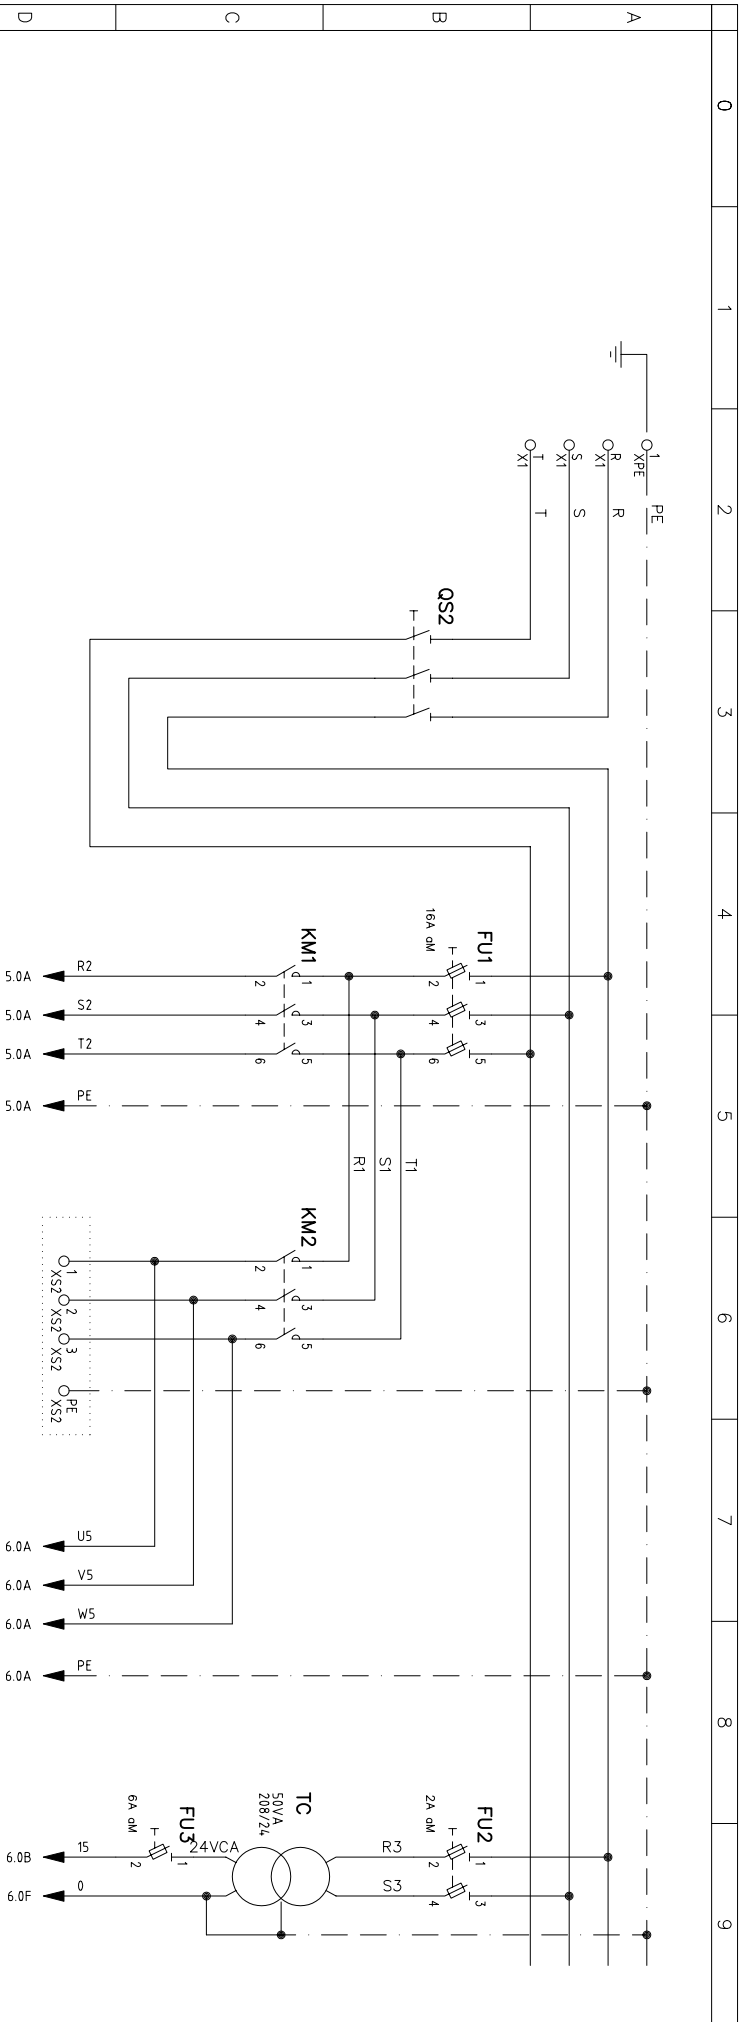 0
1
2
3
4
5
6
7
8
9
A
B
C
D
1
XPE
PE
R
X1
R
S
X1
S
T
X1
T
QS2
FU1
16A aM
1
3
5
2
4
6
KM1
1
3
5
2
4
6
R1
S1
T1
KM2
1
3
5
2
4
6
R2
S2
T2
PE
5.0A
5.0A
5.0A
5.0A
1
XS2
2
XS2
3
XS2
PE
XS2
U5
V5
W5
PE
6.0A
6.0A
6.0A
6.0A
FU2
2A aM
1
3
2
4
R3
S3
TC
50VA
208/24
24VCA
FU3
6A aM
1
2
15
0
6.0B
6.0F